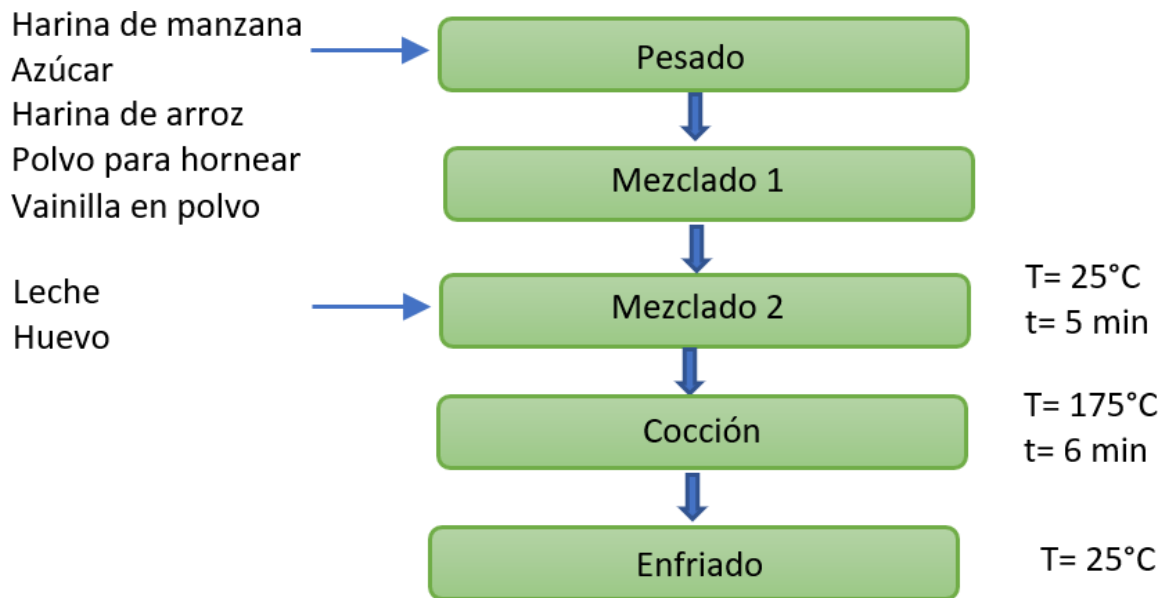 Harina de manzana
Azúcar
Harina de arroz
Polvo para hornear
Vainilla en polvo
Pesado
Mezclado 1
Leche
Huevo
Mezclado 2
T= 25°C
t= 5 min
Cocción
T= 175°C
t= 6 min
Enfriado
T= 25°C